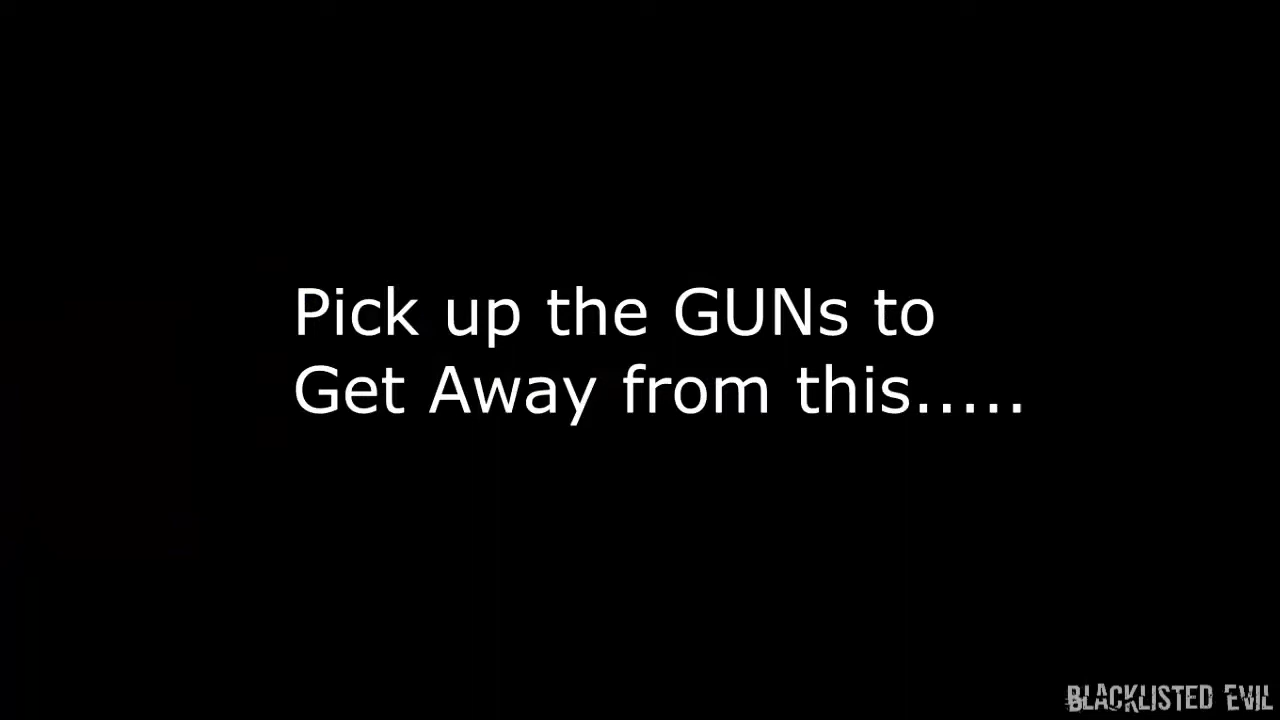 Pick up the GUNs to
Get Away from this.....
BLACKLISTED EVIL